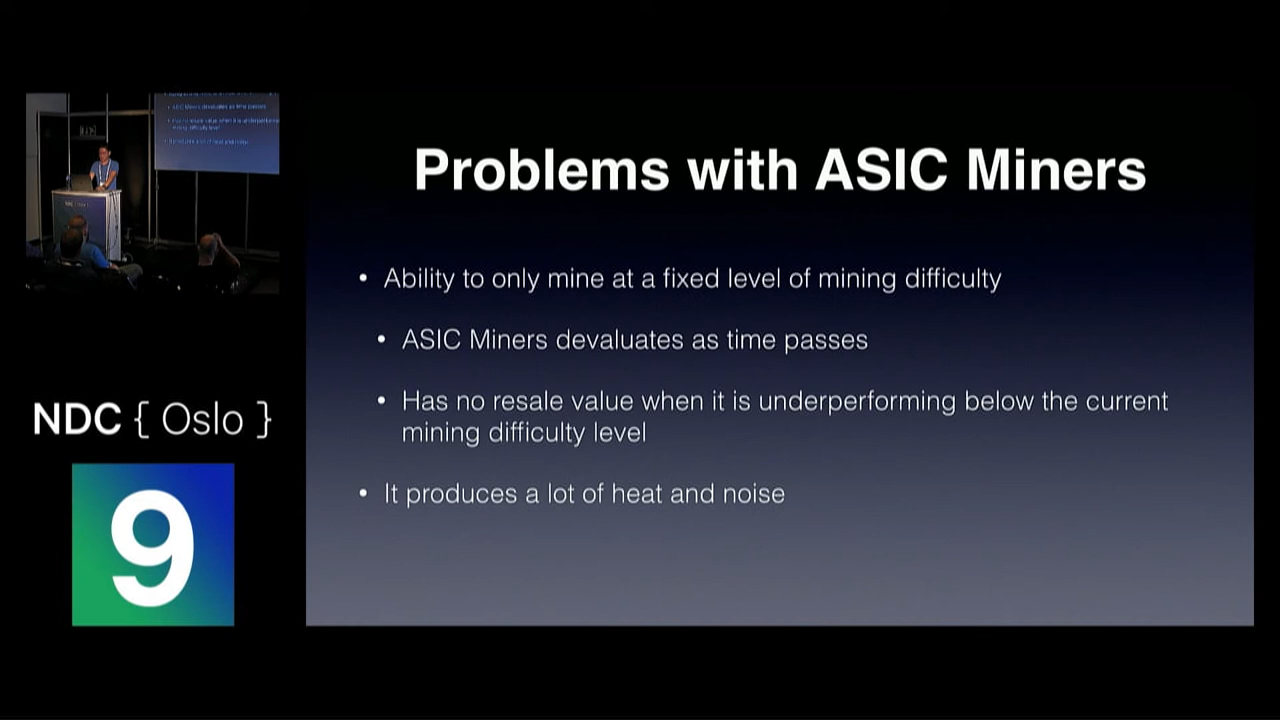 Problems with ASIC Miners
• Ability to only mine at a fixed level of mining difficulty
• ASIC Miners devaluates as time passes
• Has no resale value when it is underperforming below the current
mining difficulty level
• It produces a lot of heat and noise
NDC { Oslo }
9